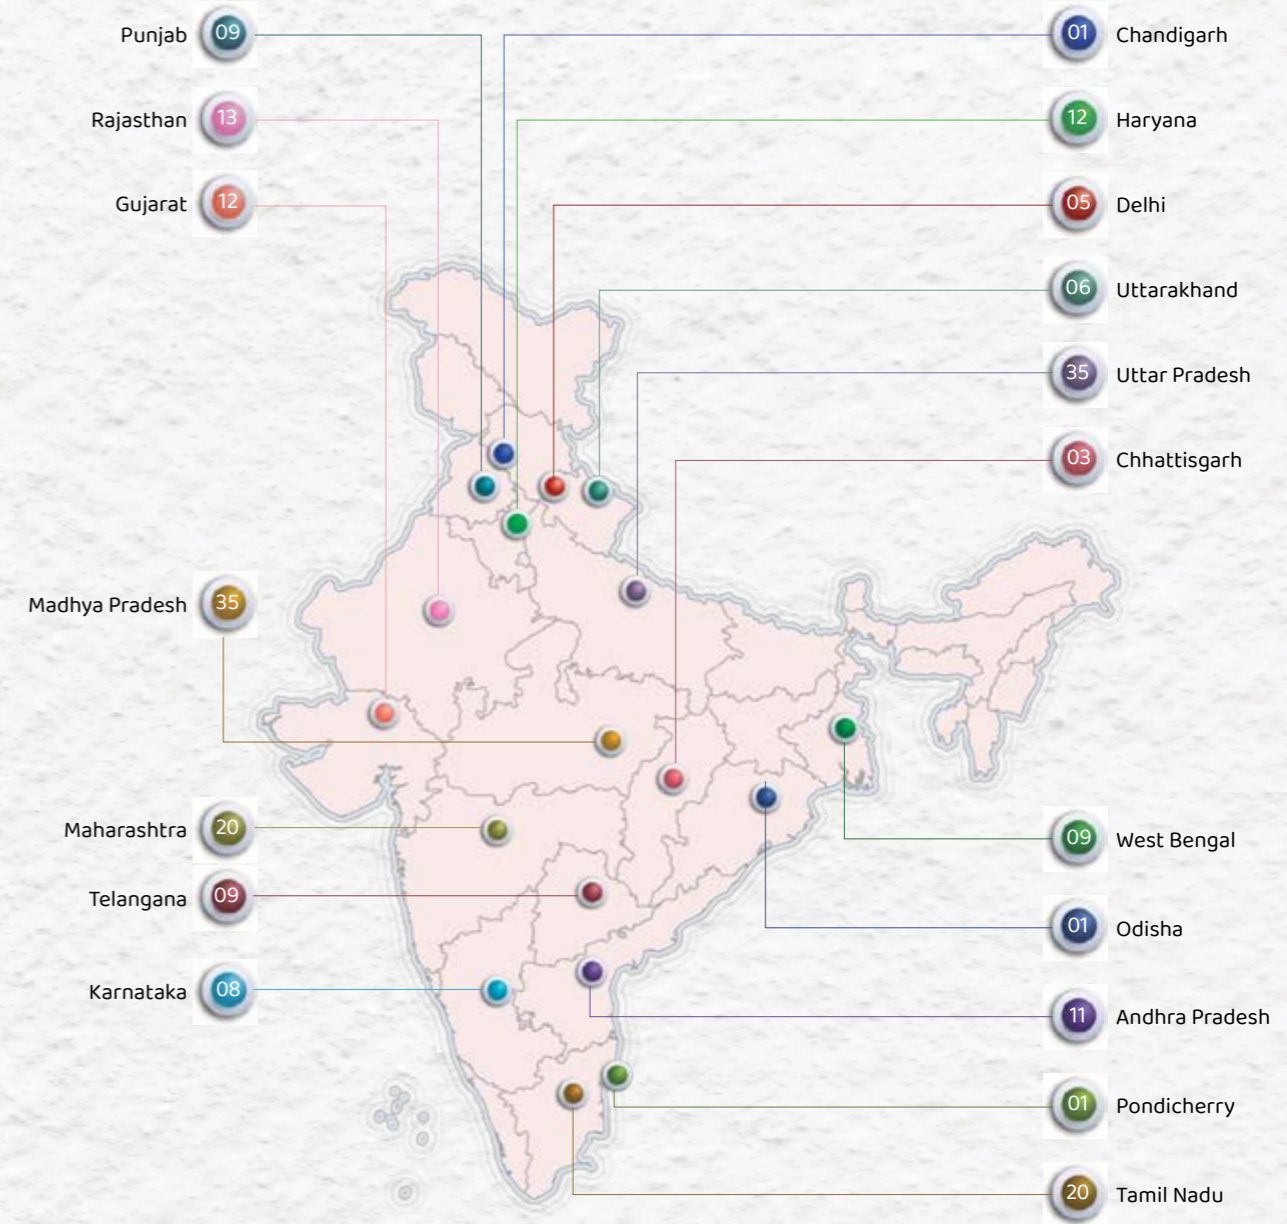 Punjab 09
01 Chandigarh
Rajasthan 13
12 Haryana
Gujarat 12
05 Delhi
06 Uttarakhand
35 Uttar Pradesh
03 Chhattisgarh
Madhya Pradesh 35
Maharashtra 20
09 West Bengal
Telangana 09
01 Odisha
Karnataka 08
11 Andhra Pradesh
01 Pondicherry
20 Tamil Nadu